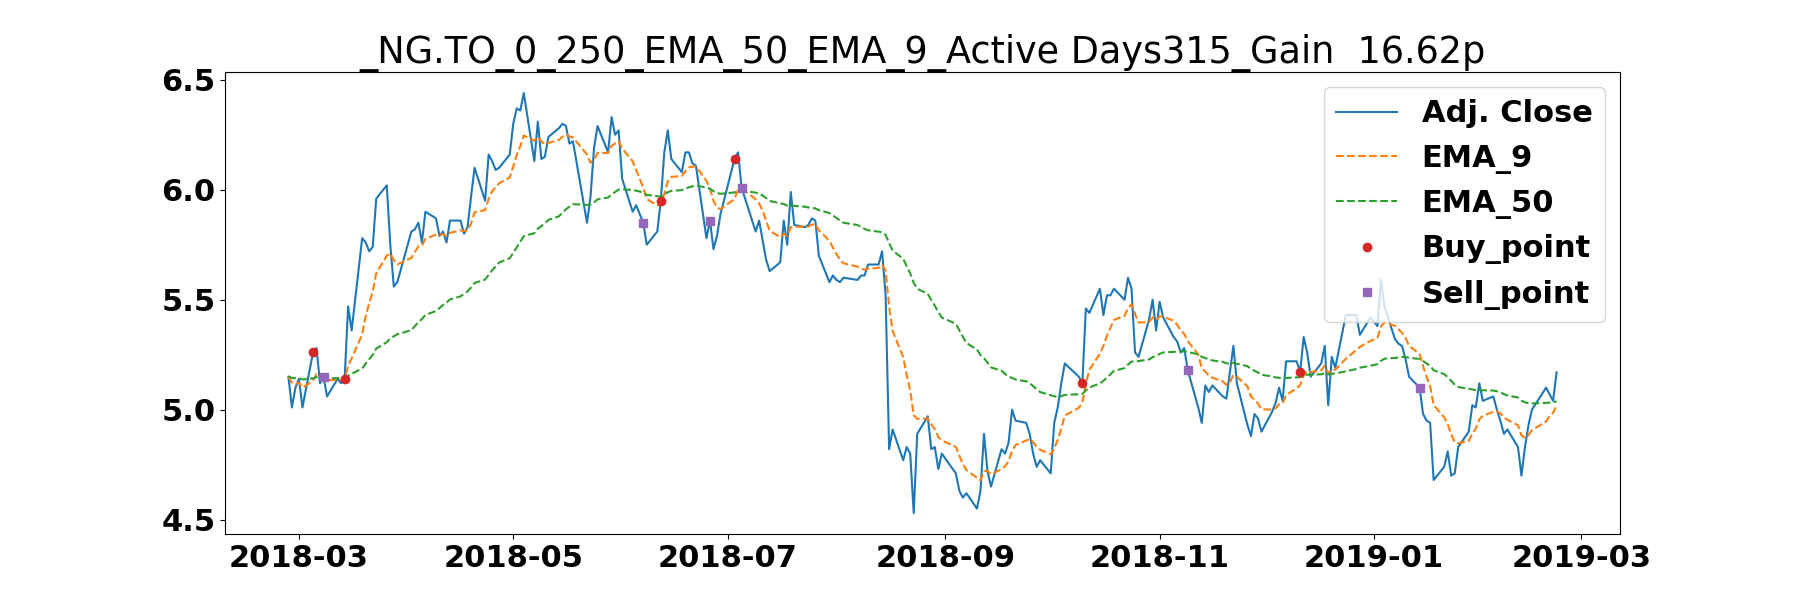 _NG.TO_0_250_EMA_50_EMA_9_Active Days315_Gain  16.62p
6.5
6.0
5.5
5.0
4.5
Adj. Close
EMA_9
EMA_50
Buy_point
Sell_point
2018-03 2018-05 2018-07 2018-09 2018-11 2019-01 2019-03